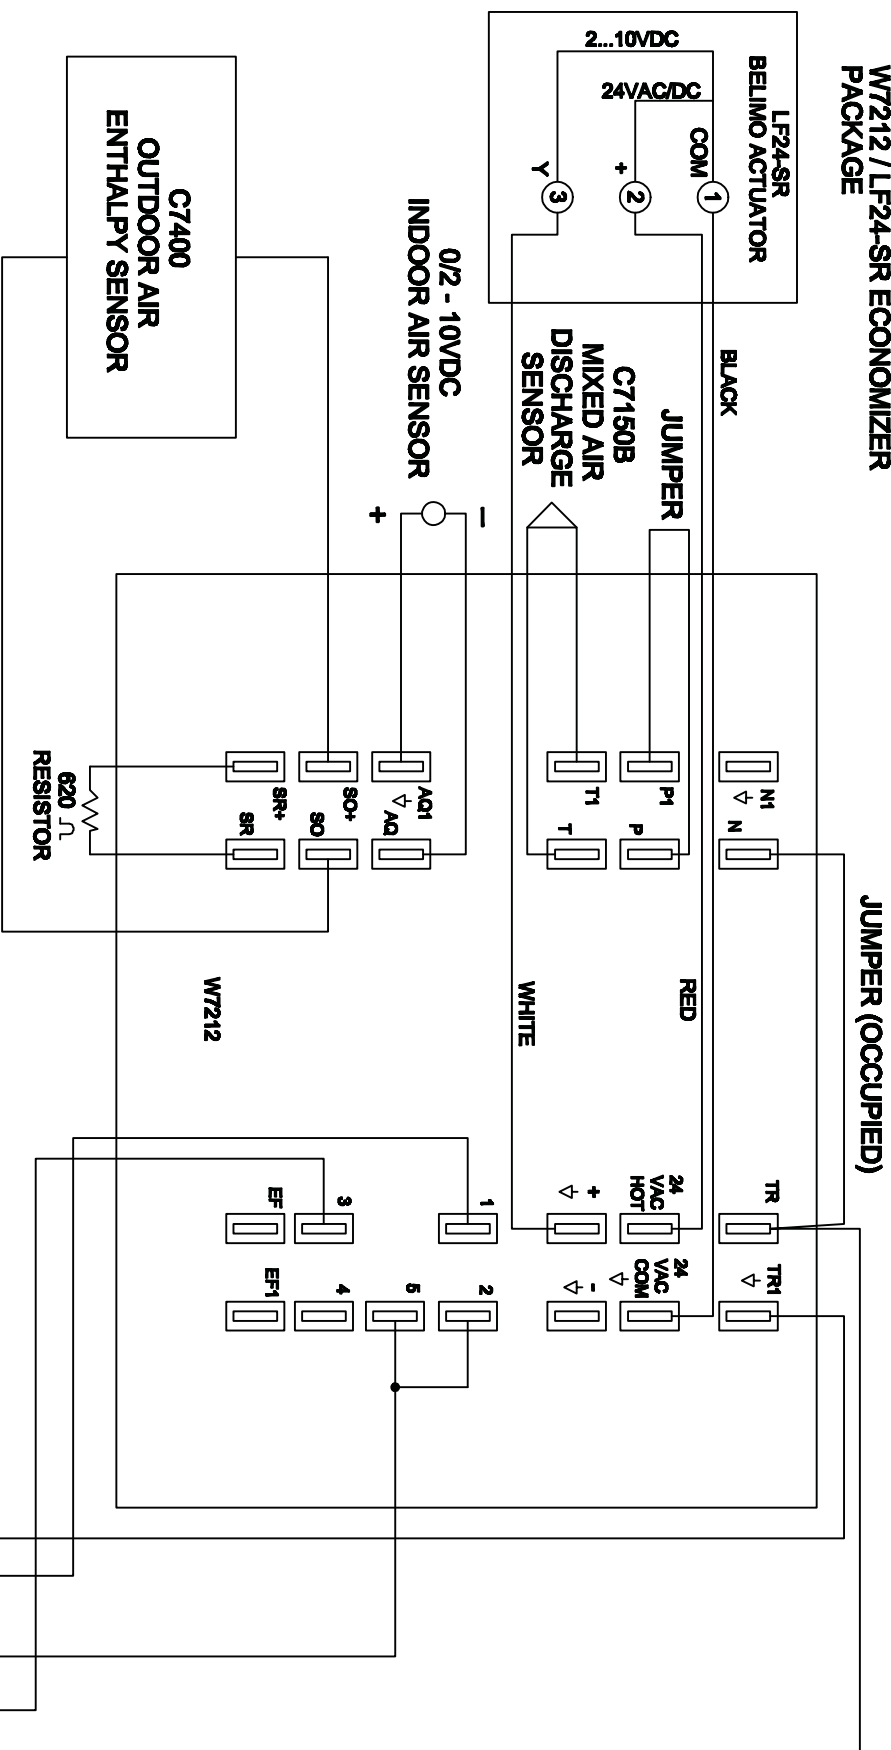 W7212 / LF24-SR ECONOMIZER
PACKAGE
LF24-SR
BELIMO ACTUATOR
COM
1
24VAC/DC
+
2
2...10VDC
Y
3
BLACK
RED
WHITE
JUMPER
C7150B
MIXED AIR
DISCHARGE
SENSOR
0/2 - 10VDC
INDOOR AIR SENSOR
-
+
C7400
OUTDOOR AIR
ENTHALPY SENSOR
JUMPER (OCCUPIED)
N1
N
P1
P
T1
T
AQ1
AQ
SO+
SO
SR+
SR
620
RESISTOR
W7212
TR
TR1
24
VAC
HOT
24
VAC
COM
+
-
1
2
5
3
4
EF
EF1